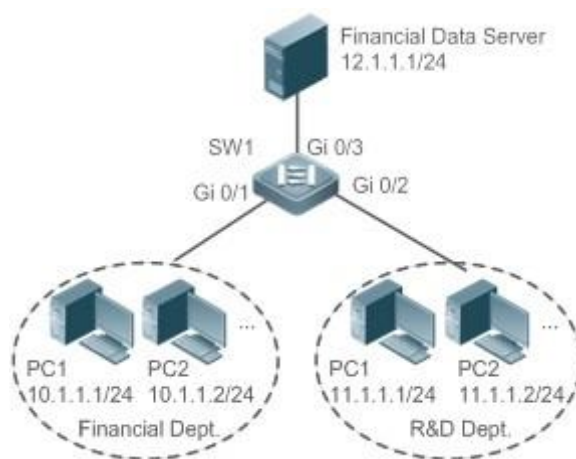 Financial Data Server
12.1.1.1/24
SW1
Gi 0/3
Gi 0/1
Gi 0/2
...
...
PC1
PC2
PC1
PC2
10.1.1.1/24
10.1.1.2/24
11.1.1.1/24
11.1.1.2/24
Financial Dept.
R&D Dept.